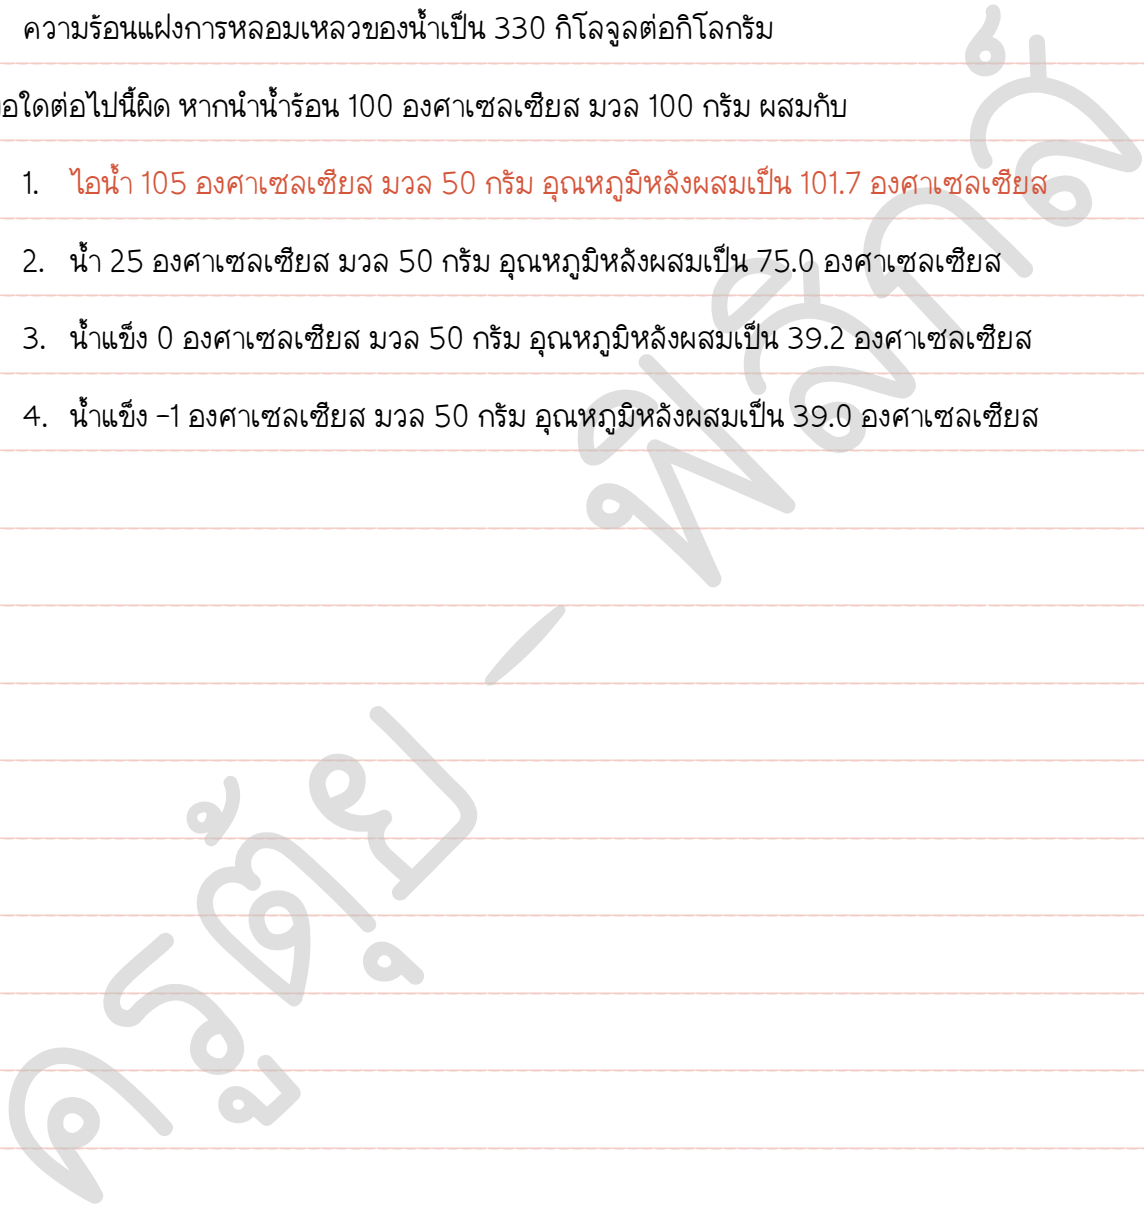 ความร้อนแฝงการหลอมเหลวของน้ำเป็น 330 กิโลจูลต่อกิโลกรัม
อใดต่อไปนี้ผิด หากนำน้ำร้อน 100 องศาเซลเซียส มวล 100 กรัม ผสมกับ
1. ไอน้ำ 105 องศาเซลเซียส มวล 50 กรัม อุณหภูมิหลังผสมเป็น 101.7 องศาเซลเซียส
2. น้ำ 25 องศาเซลเซียส มวล 50 กรัม อุณหภูมิหลังผสมเป็น 75.0 องศาเซลเซียส
3. น้ำแข็ง 0 องศาเซลเซียส มวล 50 กรัม อุณหภูมิหลังผสมเป็น 39.2 องศาเซลเซียส
4. น้ำแข็ง -1 องศาเซลเซียส มวล 50 กรัม อุณหภูมิหลังผสมเป็น 39.0 องศาเซลเซียส
ครูตุ้ย - ฟิสิกส์